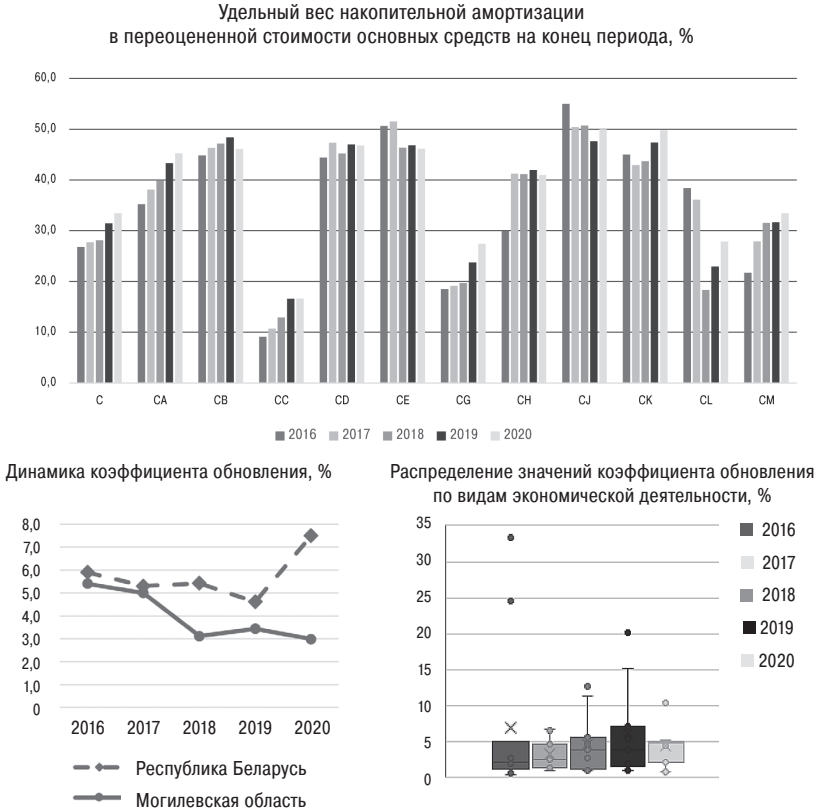 Удельный вес накопительной амортизации
в переоцененной стоимости основных средств на конец периода, %
60,0
50,0
40,0
30,0
20,0
10,0
0,0
C CA CB CC CD CE CG CH CJ CK CL CM
2016 2017 2018 2019 2020
Динамика коэффициента обновления, %
8,0
7,0
6,0
5,0
4,0
3,0
2,0
1,0
0
2016 2017 2018 2019 2020
Республика Беларусь
Могилевская область
Распределение значений коэффициента обновления
по видам экономической деятельности, %
35
30
25
20
15
10
5
0
2016
2017
2018
2019
2020